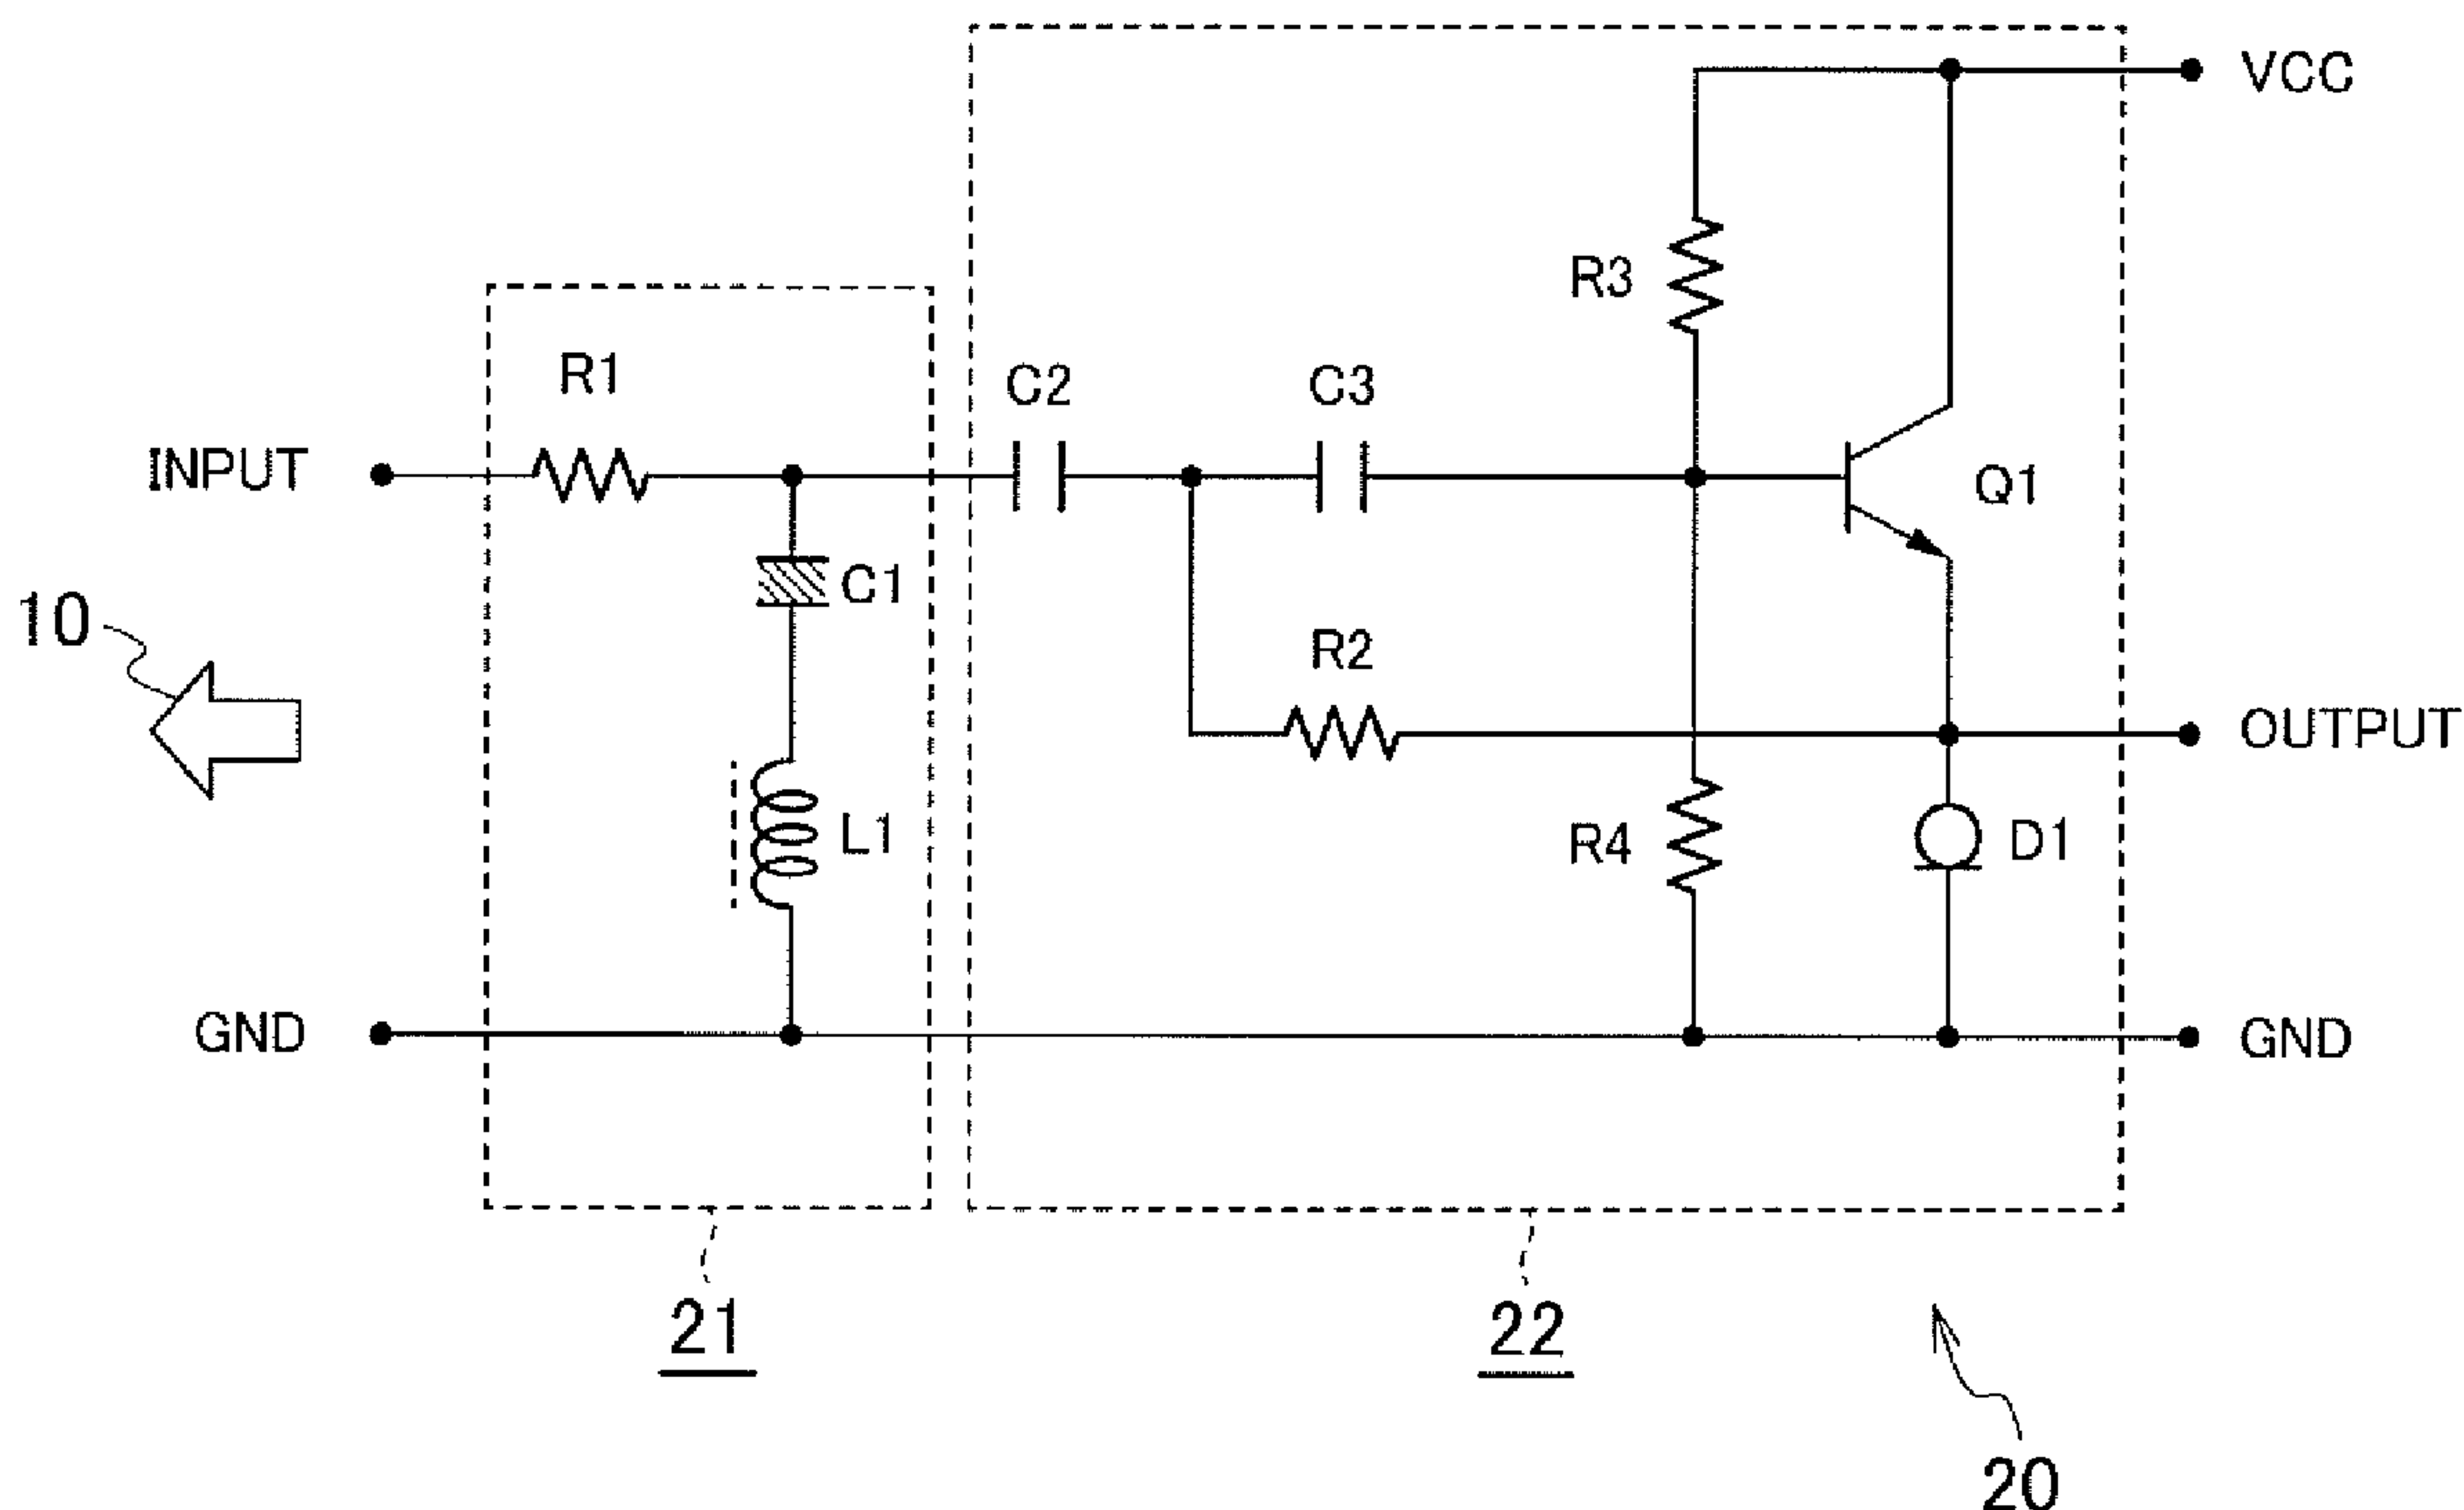 VCC
R3
R1
C2
C3
INPUT
Q1
C1
10
R2
OUTPUT
L1
R4
D1
GND
GND
21
22
20